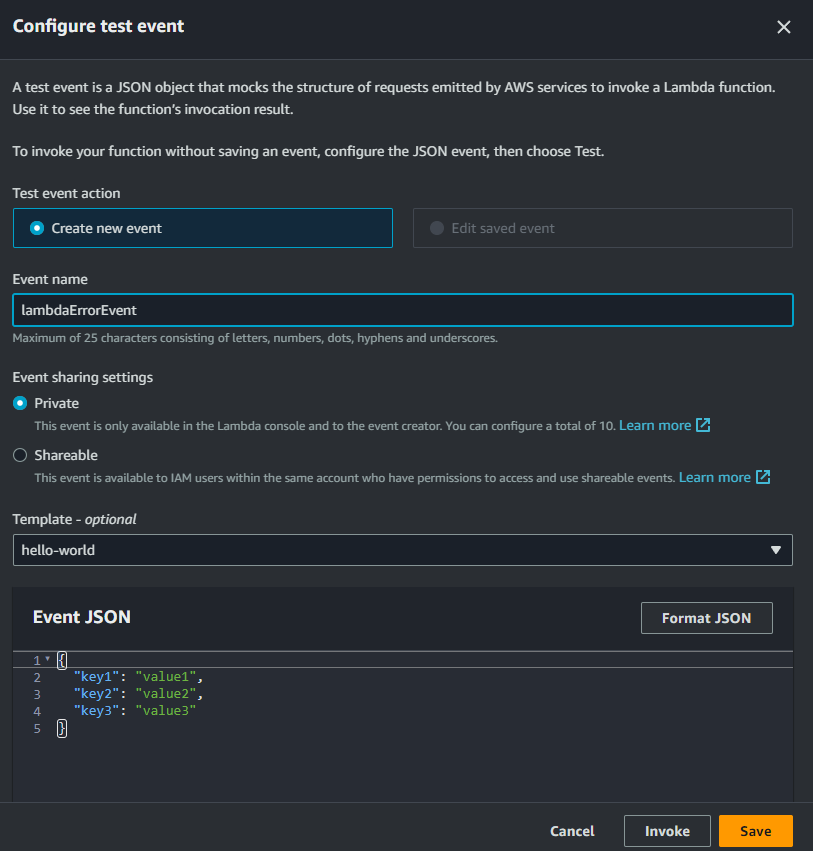 Configure test event
A test event is a JSON object that mocks the structure of requests emitted by AWS services to invoke a Lambda function.
Use it to see the function's invocation result.
To invoke your function without saving an event, configure the JSON event, then choose Test.
Test event action
Create new event
Edit saved event
Event name
lambdaErrorEvent
Maximum of 25 characters consisting of letters, numbers, dots, hyphens and underscores.
Event sharing settings
Private
This event is only available in the Lambda console and to the event creator. You can configure a total of 10. Learn more
Shareable
This event is available to IAM users within the same account who have permissions to access and use shareable events. Learn more
Template - optional
hello-world
Event JSON
Format JSON
1 {
2 "key1": "value1",
3 "key2": "value2",
4 "key3": "value3"
5 }
Cancel
Invoke
Save